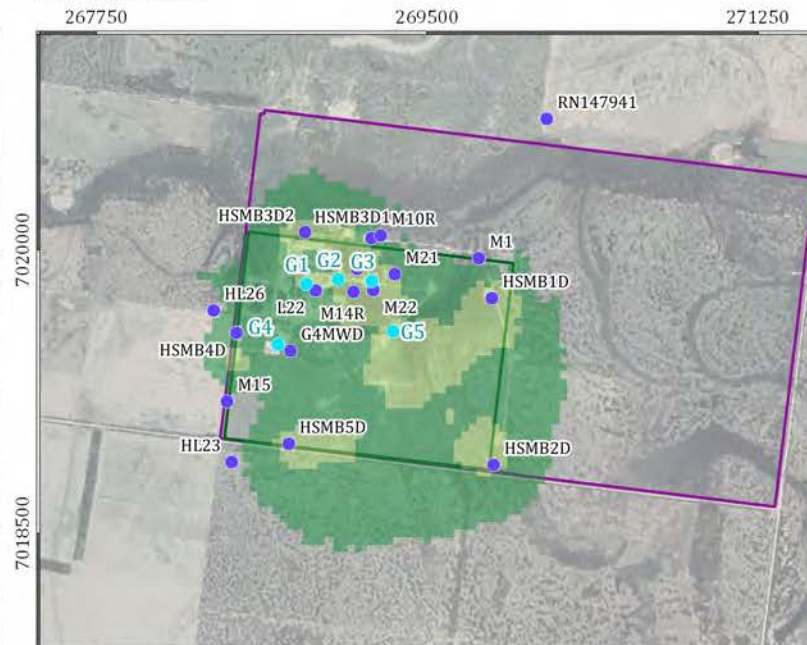 267750
269500
271250
RN147941
HSMB3D2
HSMB3D1
M10R
M1
7020000
G1
G2
G3
M21
HSMB1D
HL26
L22
M14R
M22
G4
G4MWD
G5
HSMB4D
M15
HL23
HSMB5D
HSMB2D
7018500